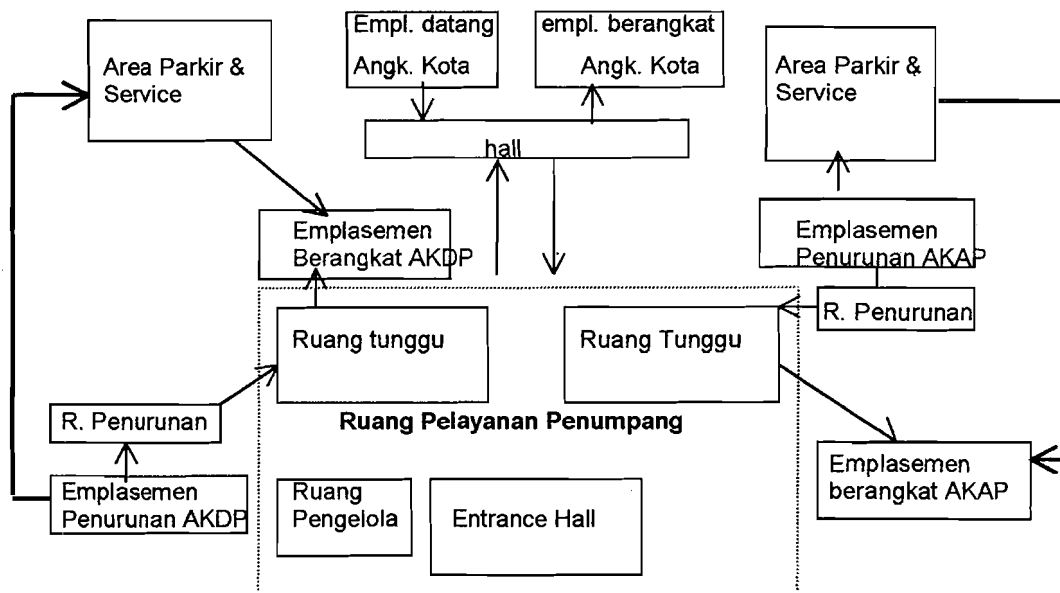 Empl. datang
Angk. Kota
empl. berangkat
Angk. Kota
Area Parkir &
Service
Area Parkir &
Service
hall
Emplasemen
Berangkat AKDP
Emplasemen
Penurunan AKAP
R. Penurunan
Ruang tunggu
Ruang Tunggu
R. Penurunan
Ruang Pelayanan Penumpang
Emplasemen
Penurunan AKDP
Ruang
Pengelola
Entrance Hall
Emplasemen
berangkat AKAP